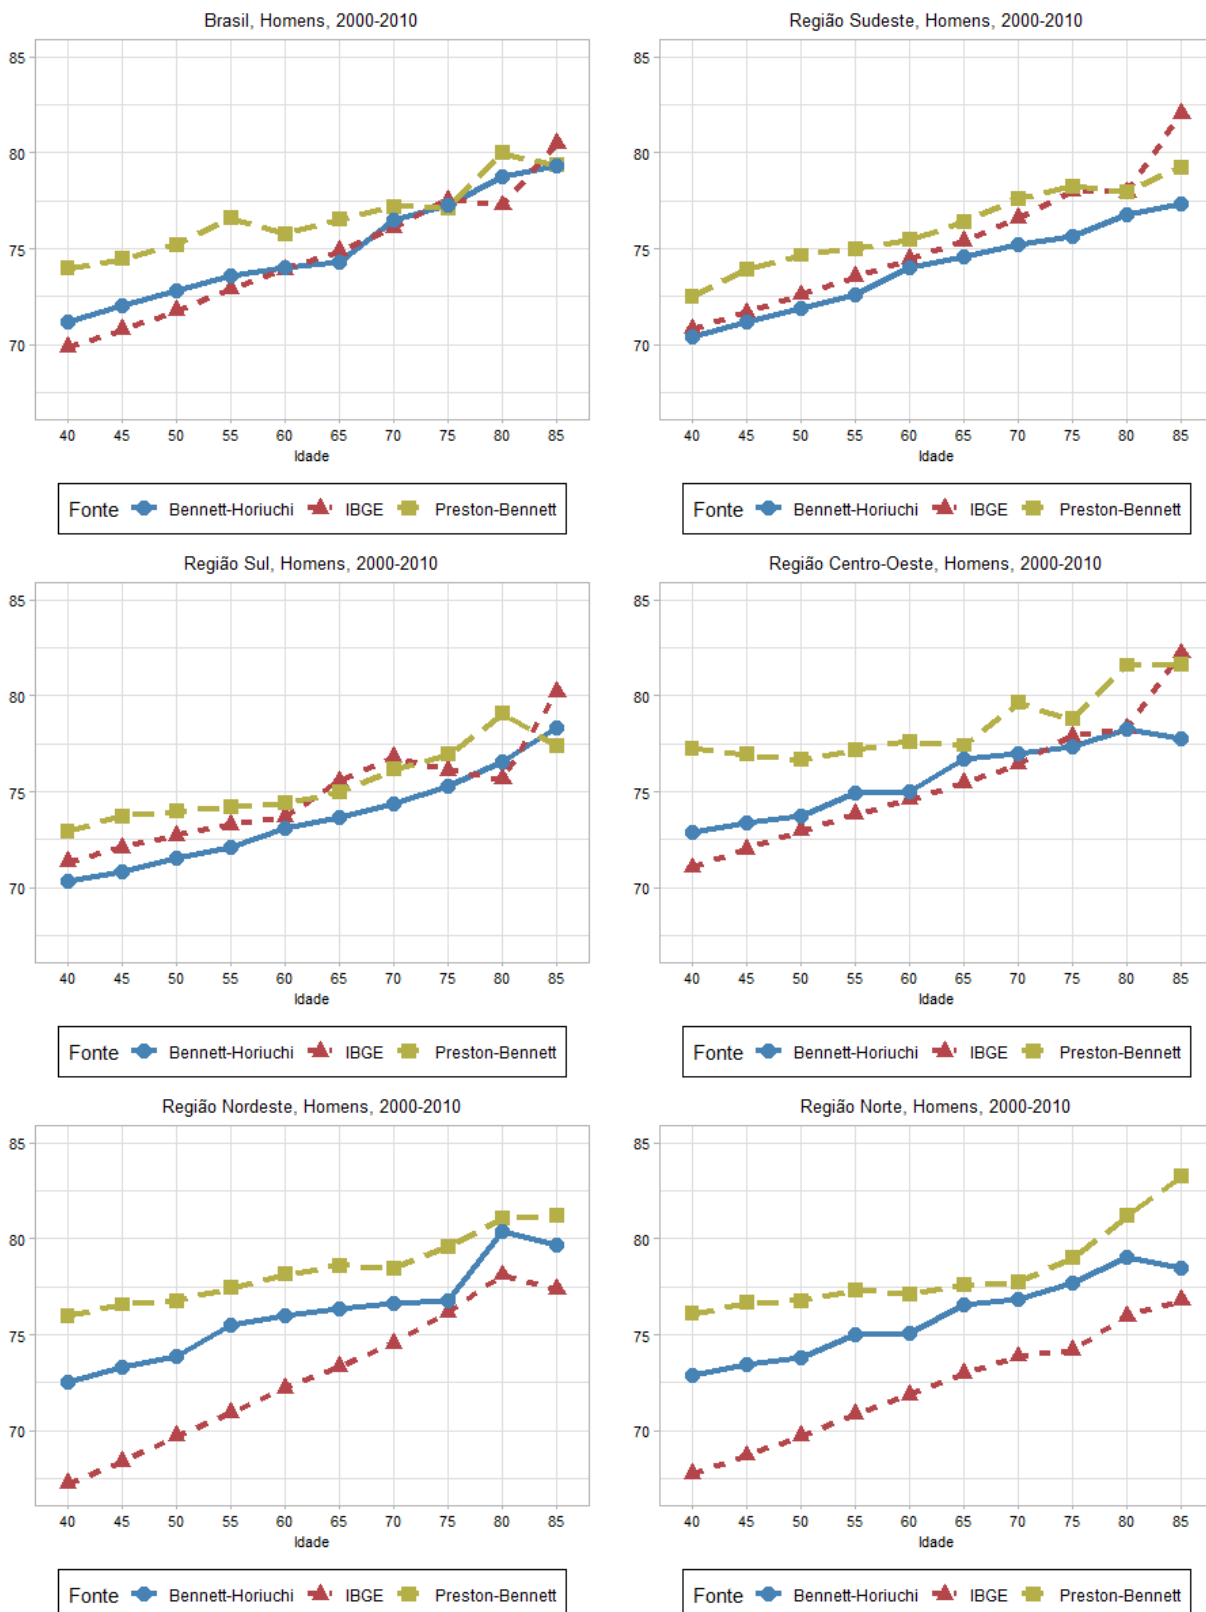 Brasil, Homens, 2000-2010
85
80
75
70
40 45 50 55 60 65 70 75 80 85
Idade
Fonte Bennett-Horiuchi IBGE Preston-Bennett
Região Sudeste, Homens, 2000-2010
85
80
75
70
40 45 50 55 60 65 70 75 80 85
Idade
Fonte Bennett-Horiuchi IBGE Preston-Bennett
Região Sul, Homens, 2000-2010
85
80
75
70
40 45 50 55 60 65 70 75 80 85
Idade
Fonte Bennett-Horiuchi IBGE Preston-Bennett
Região Centro-Oeste, Homens, 2000-2010
85
80
75
70
40 45 50 55 60 65 70 75 80 85
Idade
Fonte Bennett-Horiuchi IBGE Preston-Bennett
Região Nordeste, Homens, 2000-2010
85
80
75
70
40 45 50 55 60 65 70 75 80 85
Idade
Fonte Bennett-Horiuchi IBGE Preston-Bennett
Região Norte, Homens, 2000-2010
85
80
75
70
40 45 50 55 60 65 70 75 80 85
Idade
Fonte Bennett-Horiuchi IBGE Preston-Bennett